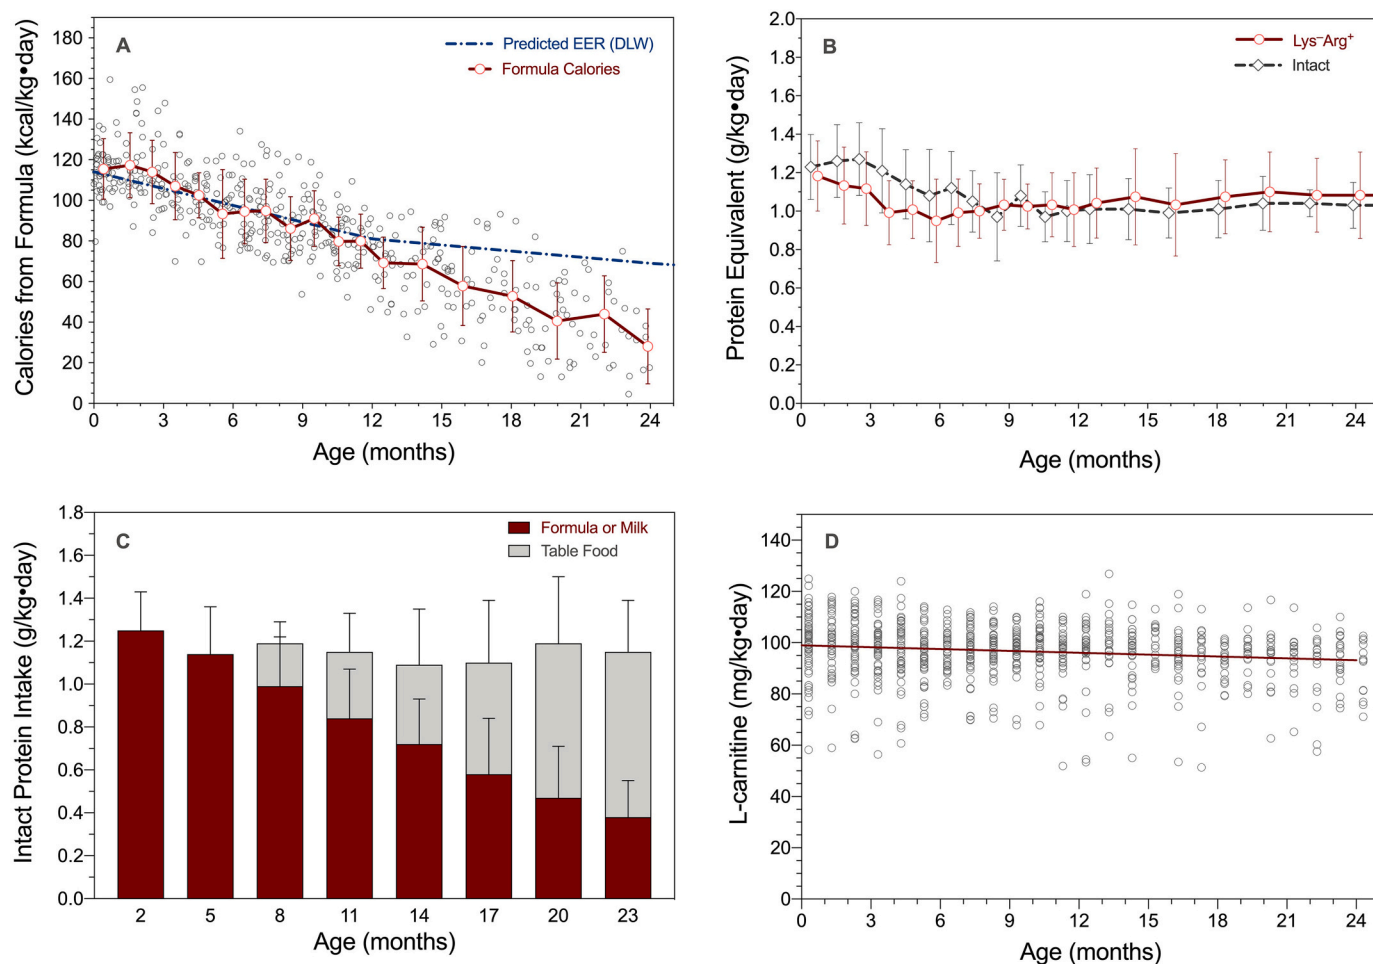 A
Predicted EER (DLW)
Formula Calories
Calories from Formula (kcal/kg•day)
180
160
140
120
100
80
60
40
20
0
0 3 6 9 12 15 18 21 24
Age (months)
B
Lys⁻Arg⁺
Intact
Protein Equivalent (g/kg•day)
2.0
1.8
1.6
1.4
1.2
1.0
0.8
0.6
0.4
0.2
0.0
0 3 6 9 12 15 18 21 24
Age (months)
C
Formula or Milk
Table Food
Intact Protein Intake (g/kg•day)
1.8
1.6
1.4
1.2
1.0
0.8
0.6
0.4
0.2
0.0
2 5 8 11 14 17 20 23
Age (months)
D
L-carnitine (mg/kg•day)
140
120
100
80
60
40
20
0
0 3 6 9 12 15 18 21 24
Age (months)